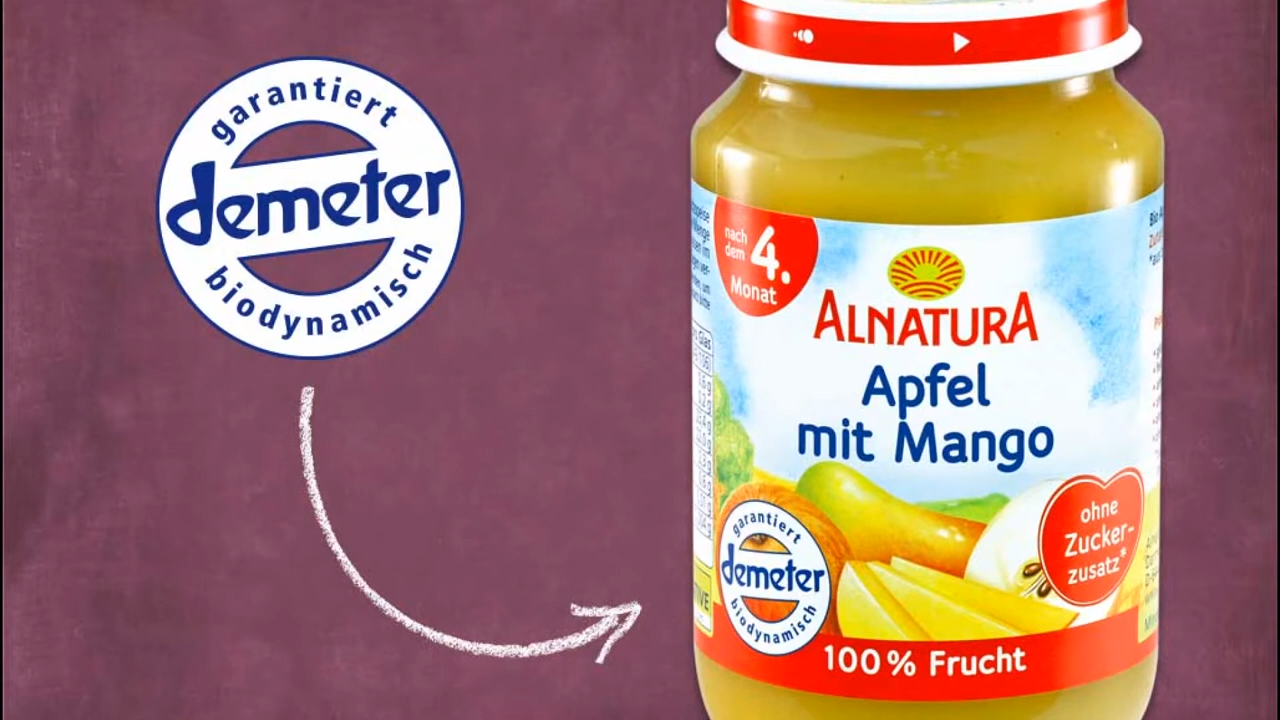 garantiert
demeter
biodynamisch
nach
dem 4.
Monat
ALNATURA
Apfel
mit Mango
ohne
Zucker-
zusatz*
garantiert
demeter
biodynamisch
100% Frucht